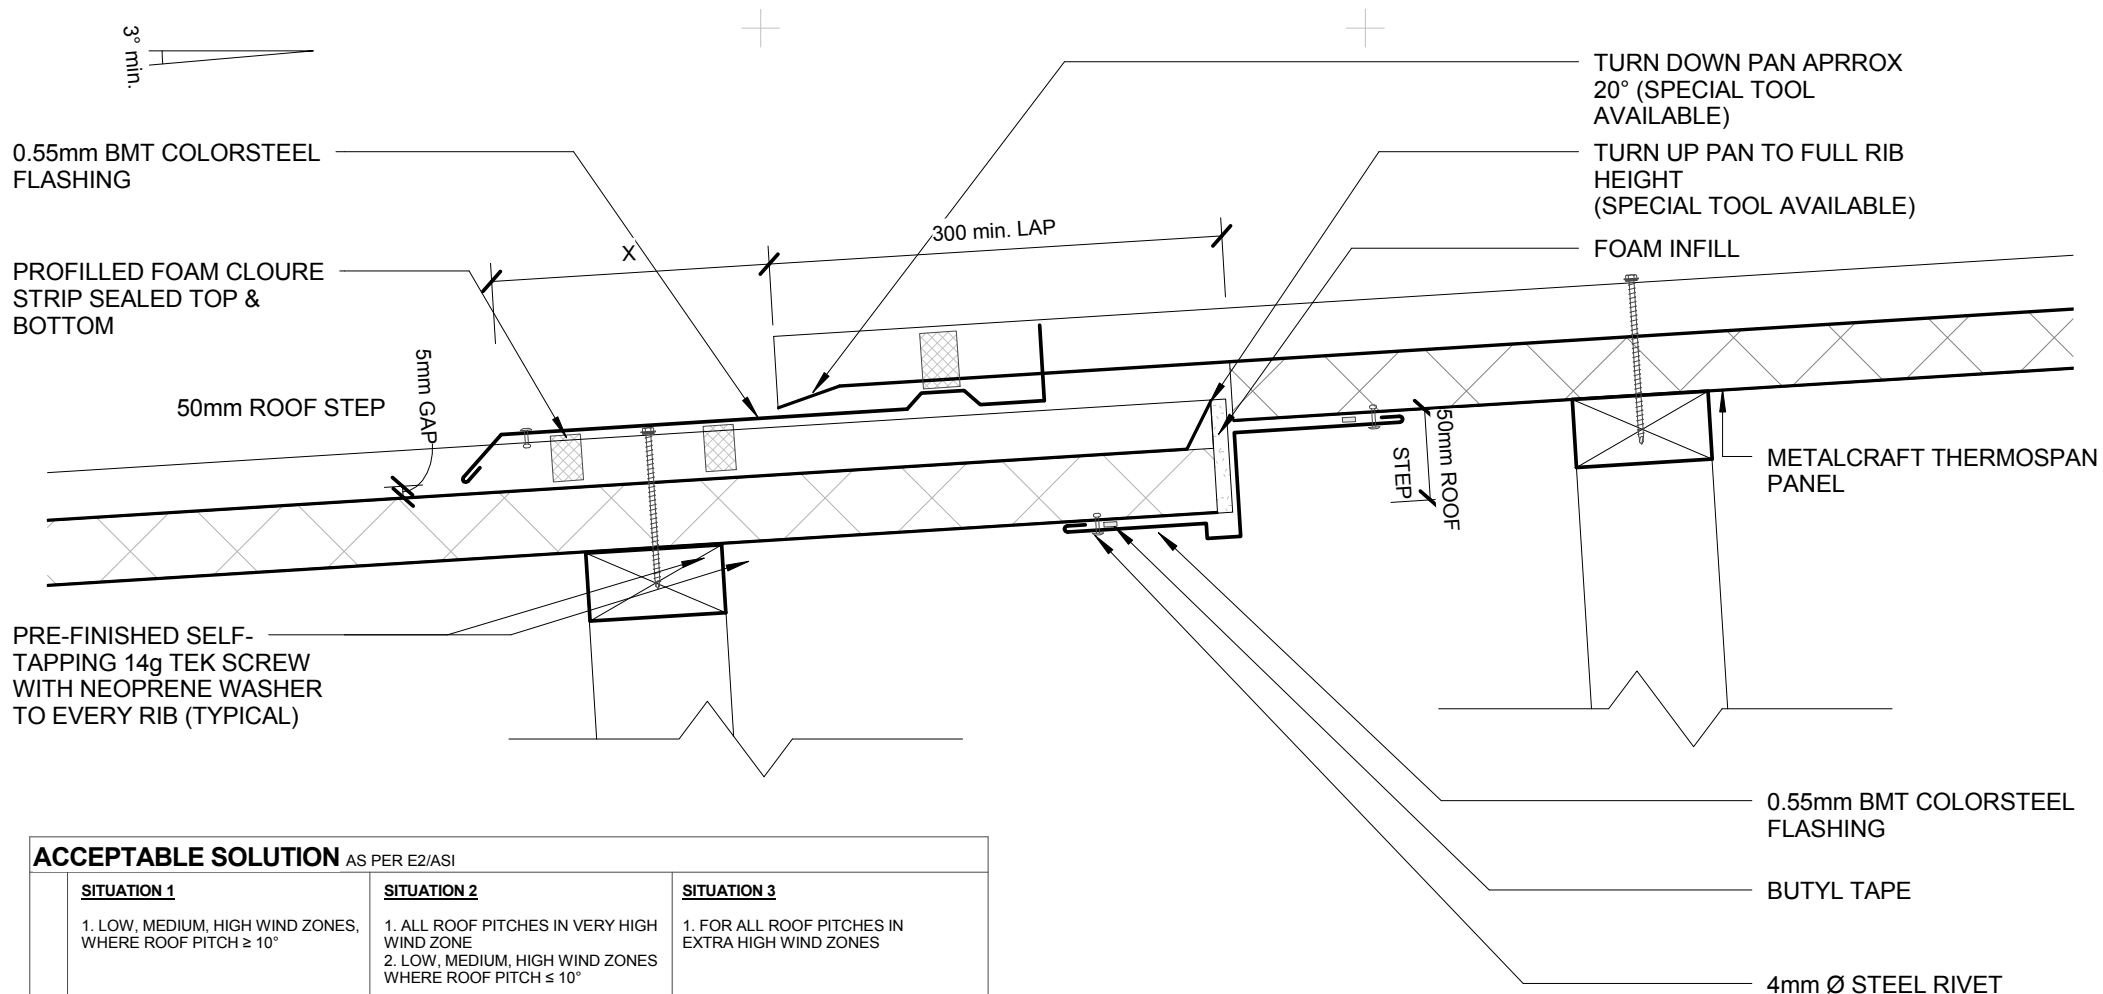 3° min.
0.55mm BMT COLORSTEEL
FLASHING
PROFILLED FOAM CLOURE
STRIP SEALED TOP &
BOTTOM
50mm ROOF STEP
5mm GAP
X
300 min. LAP
TURN DOWN PAN APRROX
20° (SPECIAL TOOL
AVAILABLE)
TURN UP PAN TO FULL RIB
HEIGHT
(SPECIAL TOOL AVAILABLE)
FOAM INFILL
50mm ROOF
STEP
METALCRAFT THERMOSPAN
PANEL
PRE-FINISHED SELF-
TAPPING 14g TEK SCREW
WITH NEOPRENE WASHER
TO EVERY RIB (TYPICAL)
0.55mm BMT COLORSTEEL
FLASHING
BUTYL TAPE
4mm Ø STEEL RIVET
ACCEPTABLE SOLUTION AS PER E2/ASI
SITUATION 1
1. LOW, MEDIUM, HIGH WIND ZONES,
WHERE ROOF PITCH ≥ 10°
SITUATION 2
1. ALL ROOF PITCHES IN VERY HIGH
WIND ZONE
2. LOW, MEDIUM, HIGH WIND ZONES
WHERE ROOF PITCH ≤ 10°
SITUATION 3
1. FOR ALL ROOF PITCHES IN
EXTRA HIGH WIND ZONES